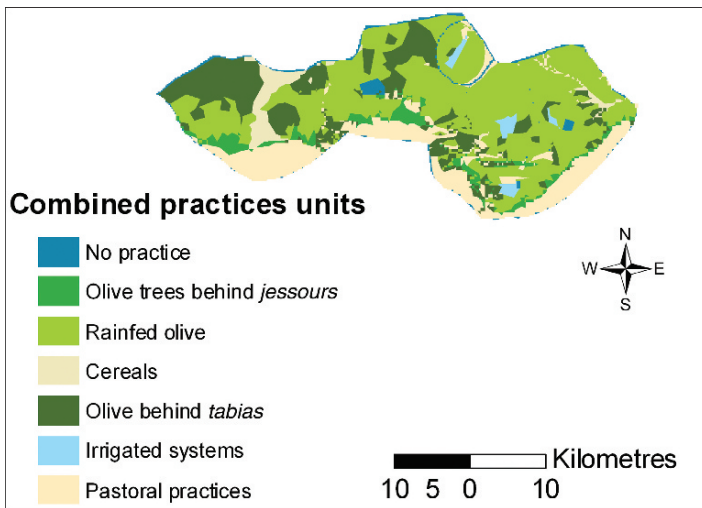 Combined practices units
No practice
Olive trees behind jessours
Rainfed olive
Cereals
Olive behind tabias
Irrigated systems
Pastoral practices
N
W E
S
Kilometres
10 5 0 10